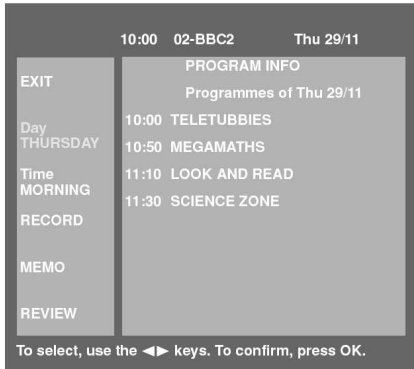 10:00 02-BBC2 Thu 29/11
EXIT
Day
THURSDAY
Time
MORNING
RECORD
MEMO
REVIEW
PROGRAM INFO
Programmes of Thu 29/11
10:00 TELETUBBIES
10:50 MEGAMATHS
11:10 LOOK AND READ
11:30 SCIENCE ZONE
To select, use the ◄► keys. To confirm, press OK.